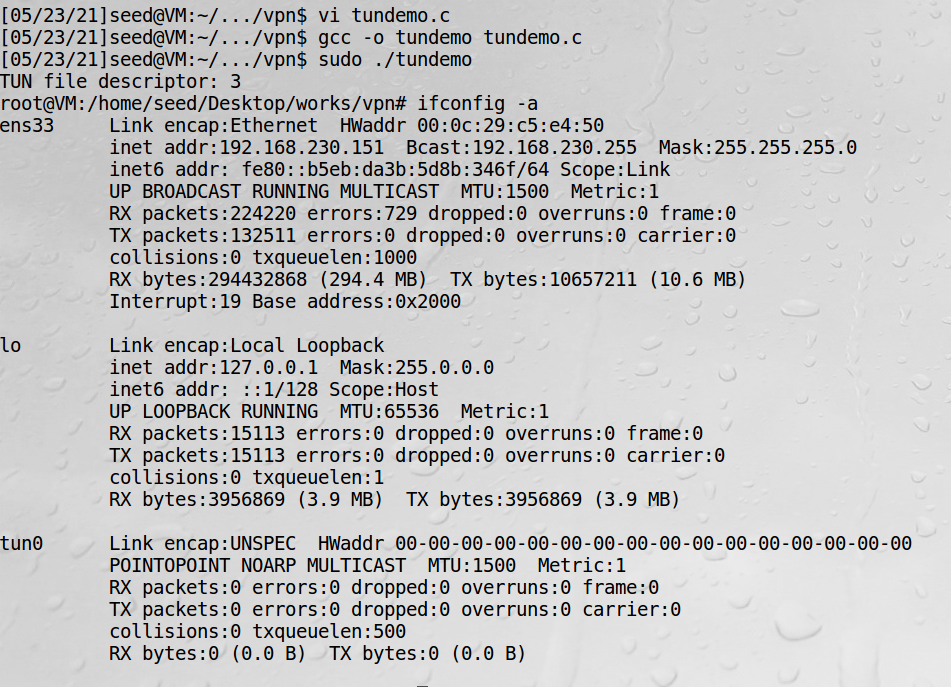 [05/23/21]seed@VM:~/.../vpn$ vi tundemo.c
[05/23/21]seed@VM:~/.../vpn$ gcc -o tundemo tundemo.c
[05/23/21]seed@VM:~/.../vpn$ sudo ./tundemo
TUN file descriptor: 3
root@VM:/home/seed/Desktop/works/vpn# ifconfig -a
ens33     Link encap:Ethernet  HWaddr 00:0c:29:c5:e4:50
          inet addr:192.168.230.151  Bcast:192.168.230.255  Mask:255.255.255.0
          inet6 addr: fe80::b5eb:da3b:5d8b:346f/64 Scope:Link
          UP BROADCAST RUNNING MULTICAST  MTU:1500  Metric:1
          RX packets:224220 errors:729 dropped:0 overruns:0 frame:0
          TX packets:132511 errors:0 dropped:0 overruns:0 carrier:0
          collisions:0 txqueuelen:1000
          RX bytes:294432868 (294.4 MB)  TX bytes:10657211 (10.6 MB)
          Interrupt:19 Base address:0x2000
lo        Link encap:Local Loopback
          inet addr:127.0.0.1  Mask:255.0.0.0
          inet6 addr: ::1/128 Scope:Host
          UP LOOPBACK RUNNING  MTU:65536  Metric:1
          RX packets:15113 errors:0 dropped:0 overruns:0 frame:0
          TX packets:15113 errors:0 dropped:0 overruns:0 carrier:0
          collisions:0 txqueuelen:1
          RX bytes:3956869 (3.9 MB)  TX bytes:3956869 (3.9 MB)
tun0      Link encap:UNSPEC  HWaddr 00-00-00-00-00-00-00-00-00-00-00-00-00-00-00-00
          POINTOPOINT NOARP MULTICAST  MTU:1500  Metric:1
          RX packets:0 errors:0 dropped:0 overruns:0 frame:0
          TX packets:0 errors:0 dropped:0 overruns:0 carrier:0
          collisions:0 txqueuelen:500
          RX bytes:0 (0.0 B)  TX bytes:0 (0.0 B)